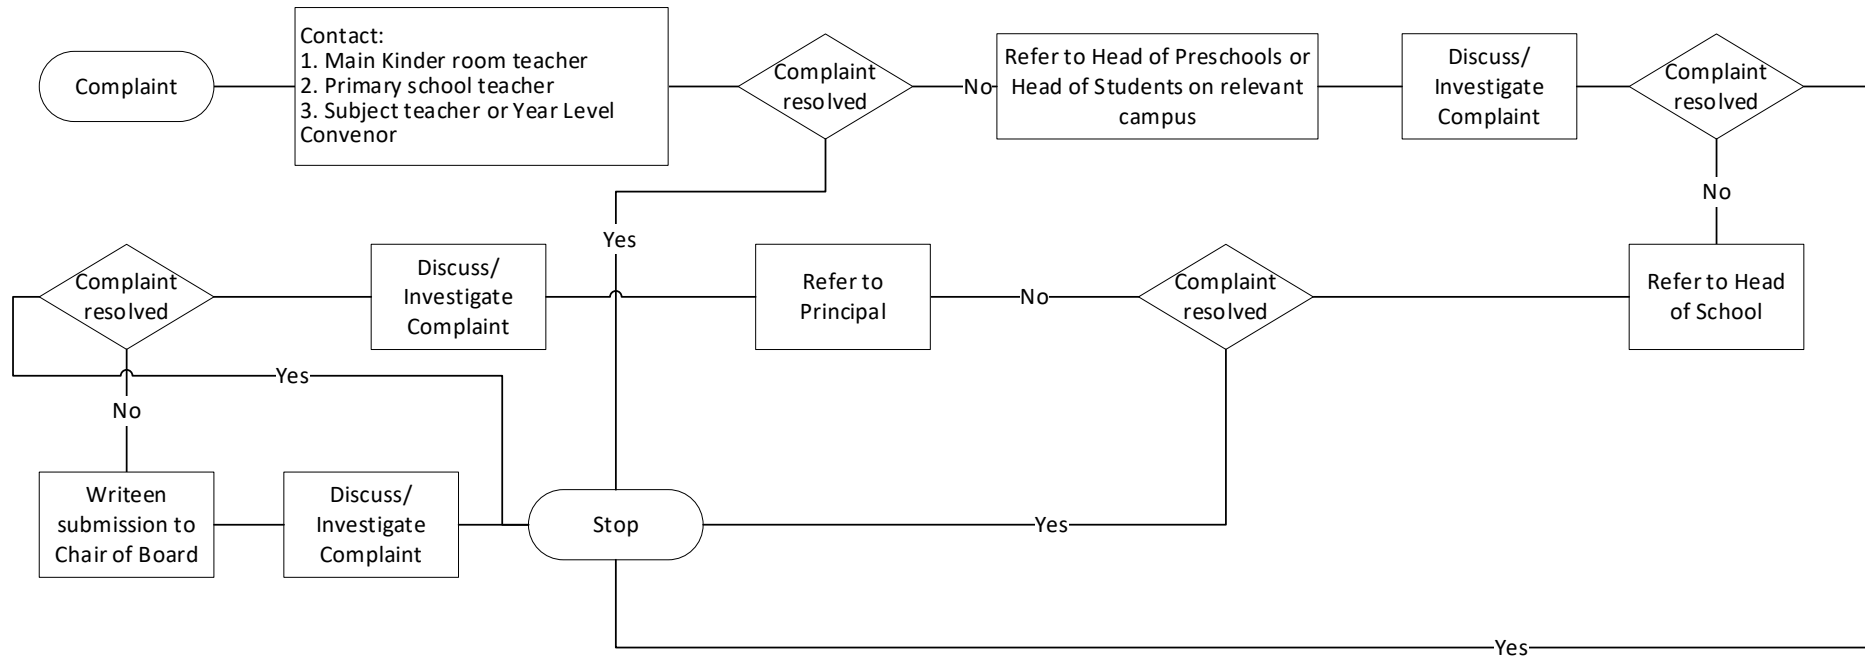 Complaint
Contact:
1. Main Kinder room teacher
2. Primary school teacher
3. Subject teacher or Year Level
Convenor
Complaint
resolved
No
Refer to Head of Preschools or
Head of Students on relevant
campus
Discuss/
Investigate
Complaint
Complaint
resolved
No
Yes
Complaint
resolved
Discuss/
Investigate
Complaint
Refer to
Principal
No
Complaint
resolved
Refer to Head
of School
Yes
No
Writeen
submission to
Chair of Board
Discuss/
Investigate
Complaint
Stop
Yes
Yes